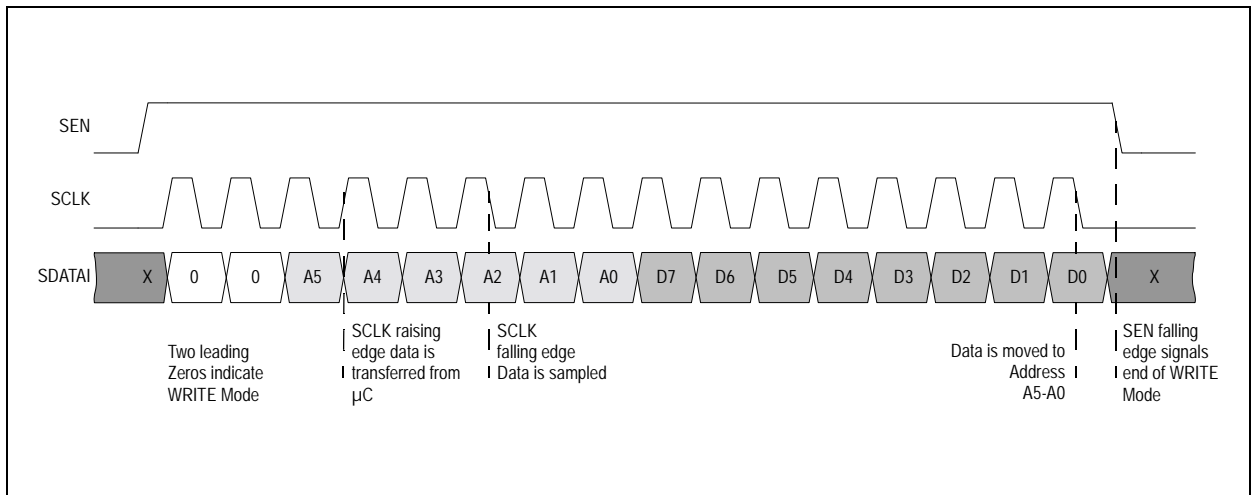 SEN
SCLK
SDATAI
X 0 0 A5 A4 A3 A2 A1 A0 D7 D6 D5 D4 D3 D2 D1 D0 X
Two leading
Zeros indicate
WRITE Mode
SCLK raising
edge data is
transferred from
µC
SCLK
falling edge
Data is sampled
Data is moved to
Address
A5-A0
SEN falling
edge signals
end of WRITE
Mode